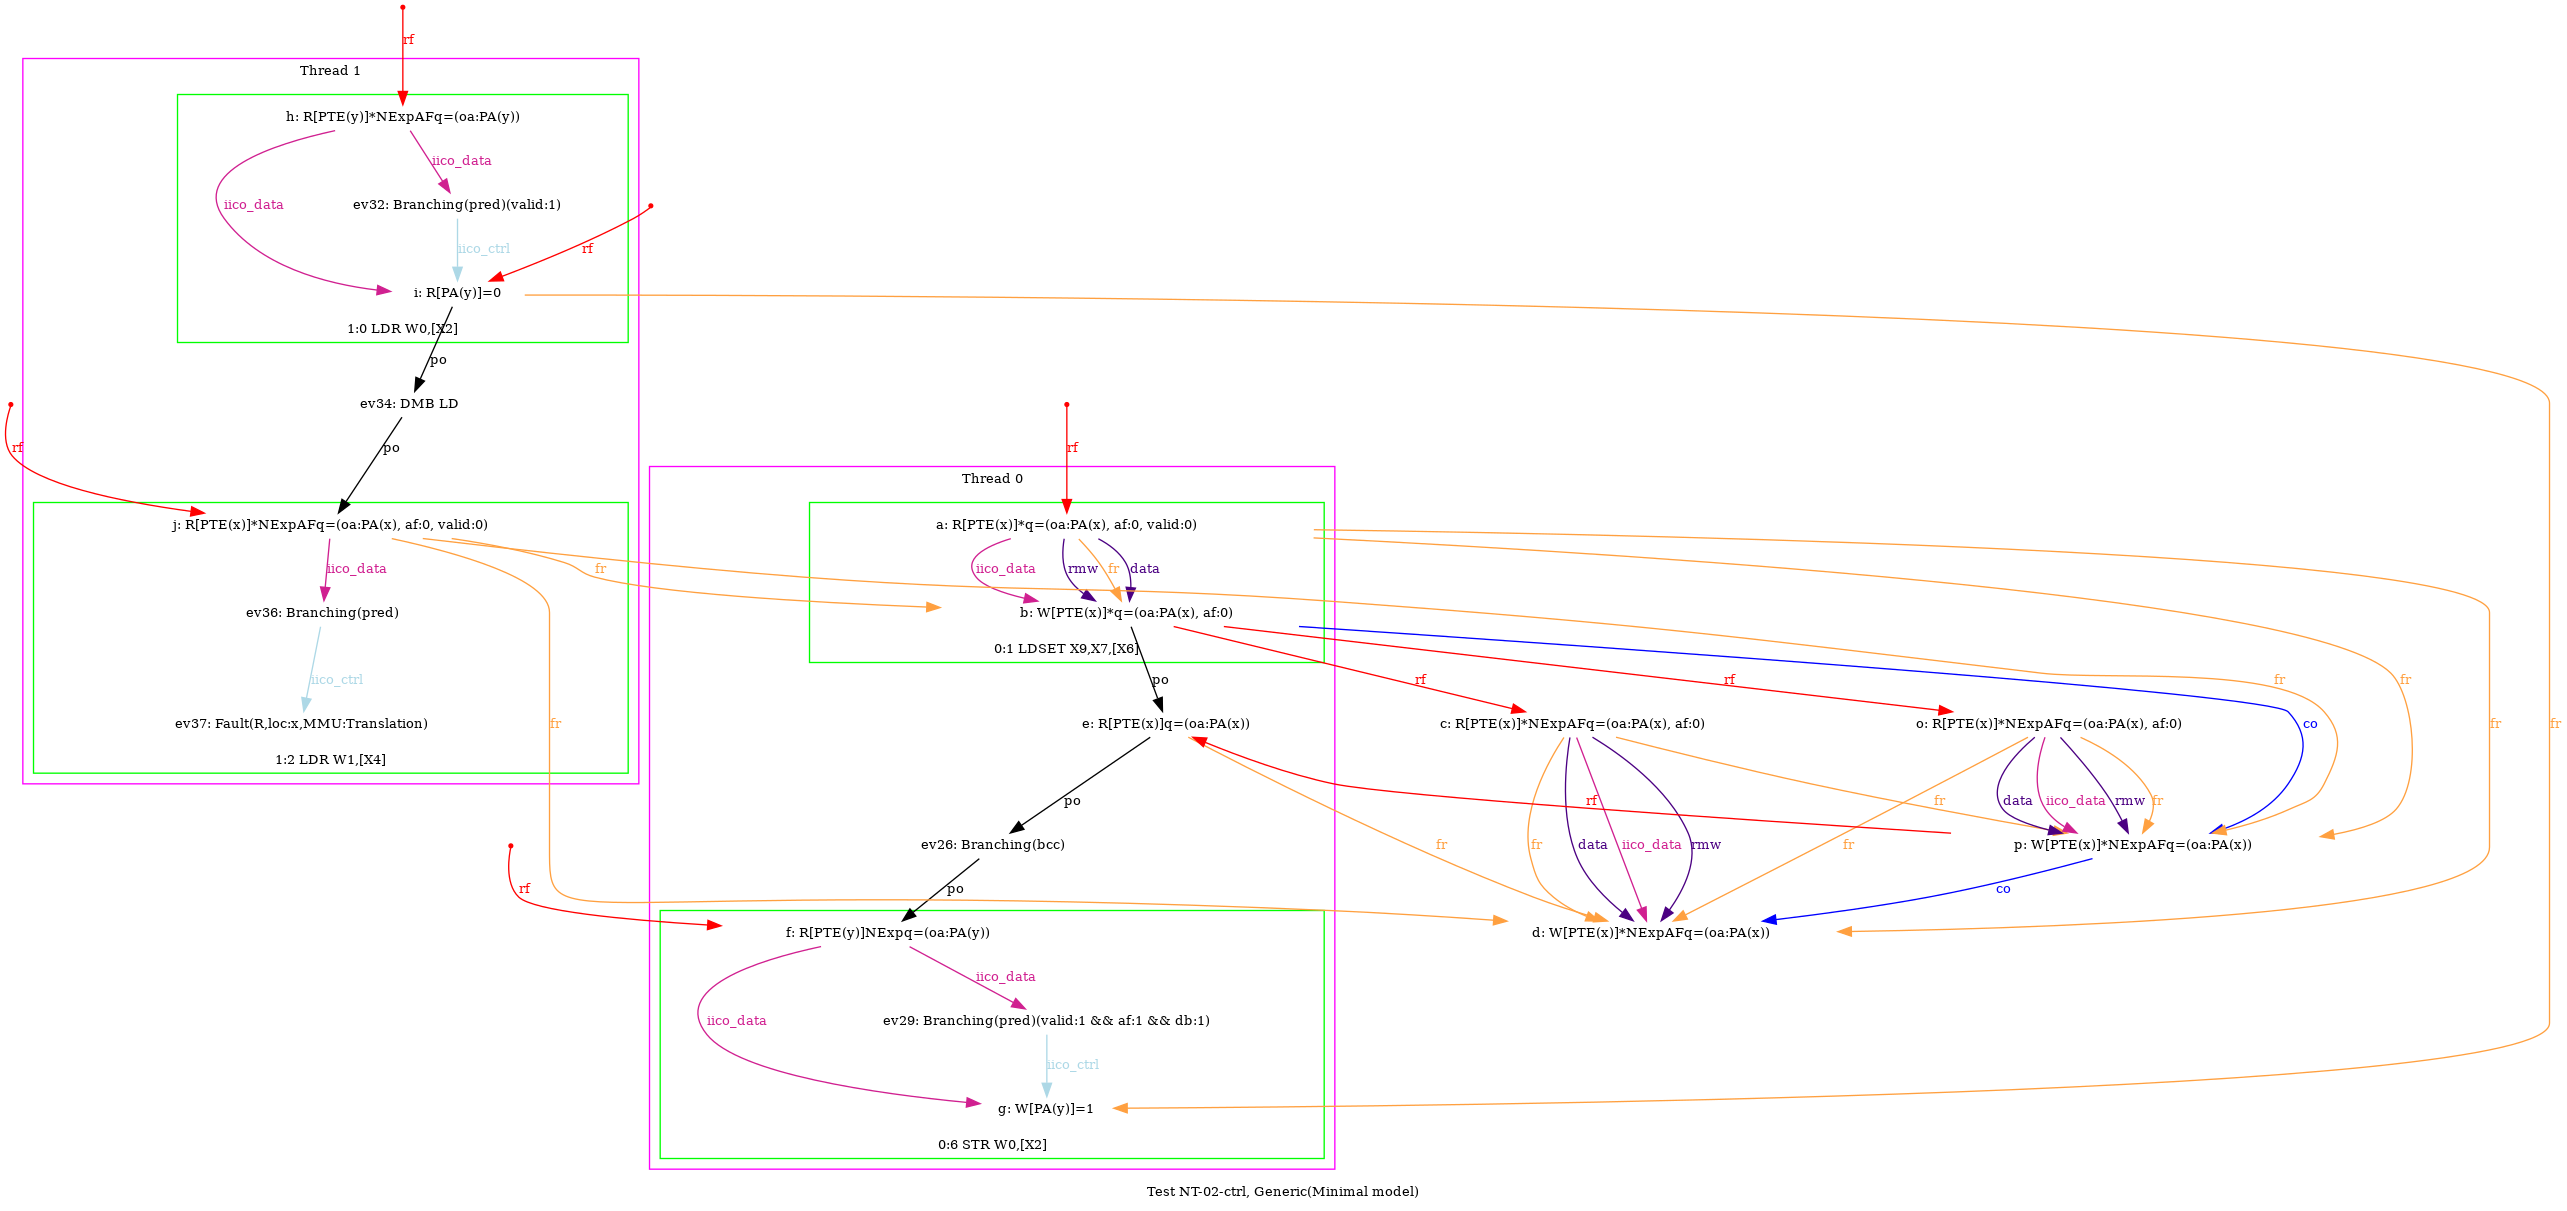 rf
Thread 1
h: R[PTE(y)]*NExpAFq=(oa:PA(y))
iico_data
ev32: Branching(pred)(valid:1)
iico_data
iico_ctrl
rf
i: R[PA(y)]=0
1:0 LDR W0,[X2]
po
ev34: DMB LD
rf
po
rf
Thread 0
j: R[PTE(x)]*NExpAFq=(oa:PA(x), af:0, valid:0)
a: R[PTE(x)]*q=(oa:PA(x), af:0, valid:0)
iico_data
fr
iico_data
rmw
fr
data
ev36: Branching(pred)
b: W[PTE(x)]*q=(oa:PA(x), af:0)
0:1 LDSET X9,X7,[X6]
iico_ctrl
po
rf
rf
fr
fr
ev37: Fault(R,loc:x,MMU:Translation)
fr
e: R[PTE(x)]q=(oa:PA(x))
c: R[PTE(x)]*NExpAFq=(oa:PA(x), af:0)
o: R[PTE(x)]*NExpAFq=(oa:PA(x), af:0)
co
fr
fr
1:2 LDR W1,[X4]
po
rf
fr
data
iico_data
rmw
fr
fr
ev26: Branching(bcc)
fr
data
iico_data
rmw
fr
p: W[PTE(x)]*NExpAFq=(oa:PA(x))
rf
po
co
f: R[PTE(y)]NExpq=(oa:PA(y))
d: W[PTE(x)]*NExpAFq=(oa:PA(x))
iico_data
iico_data
ev29: Branching(pred)(valid:1 && af:1 && db:1)
iico_ctrl
g: W[PA(y)]=1
0:6 STR W0,[X2]
Test NT-02-ctrl, Generic(Minimal model)